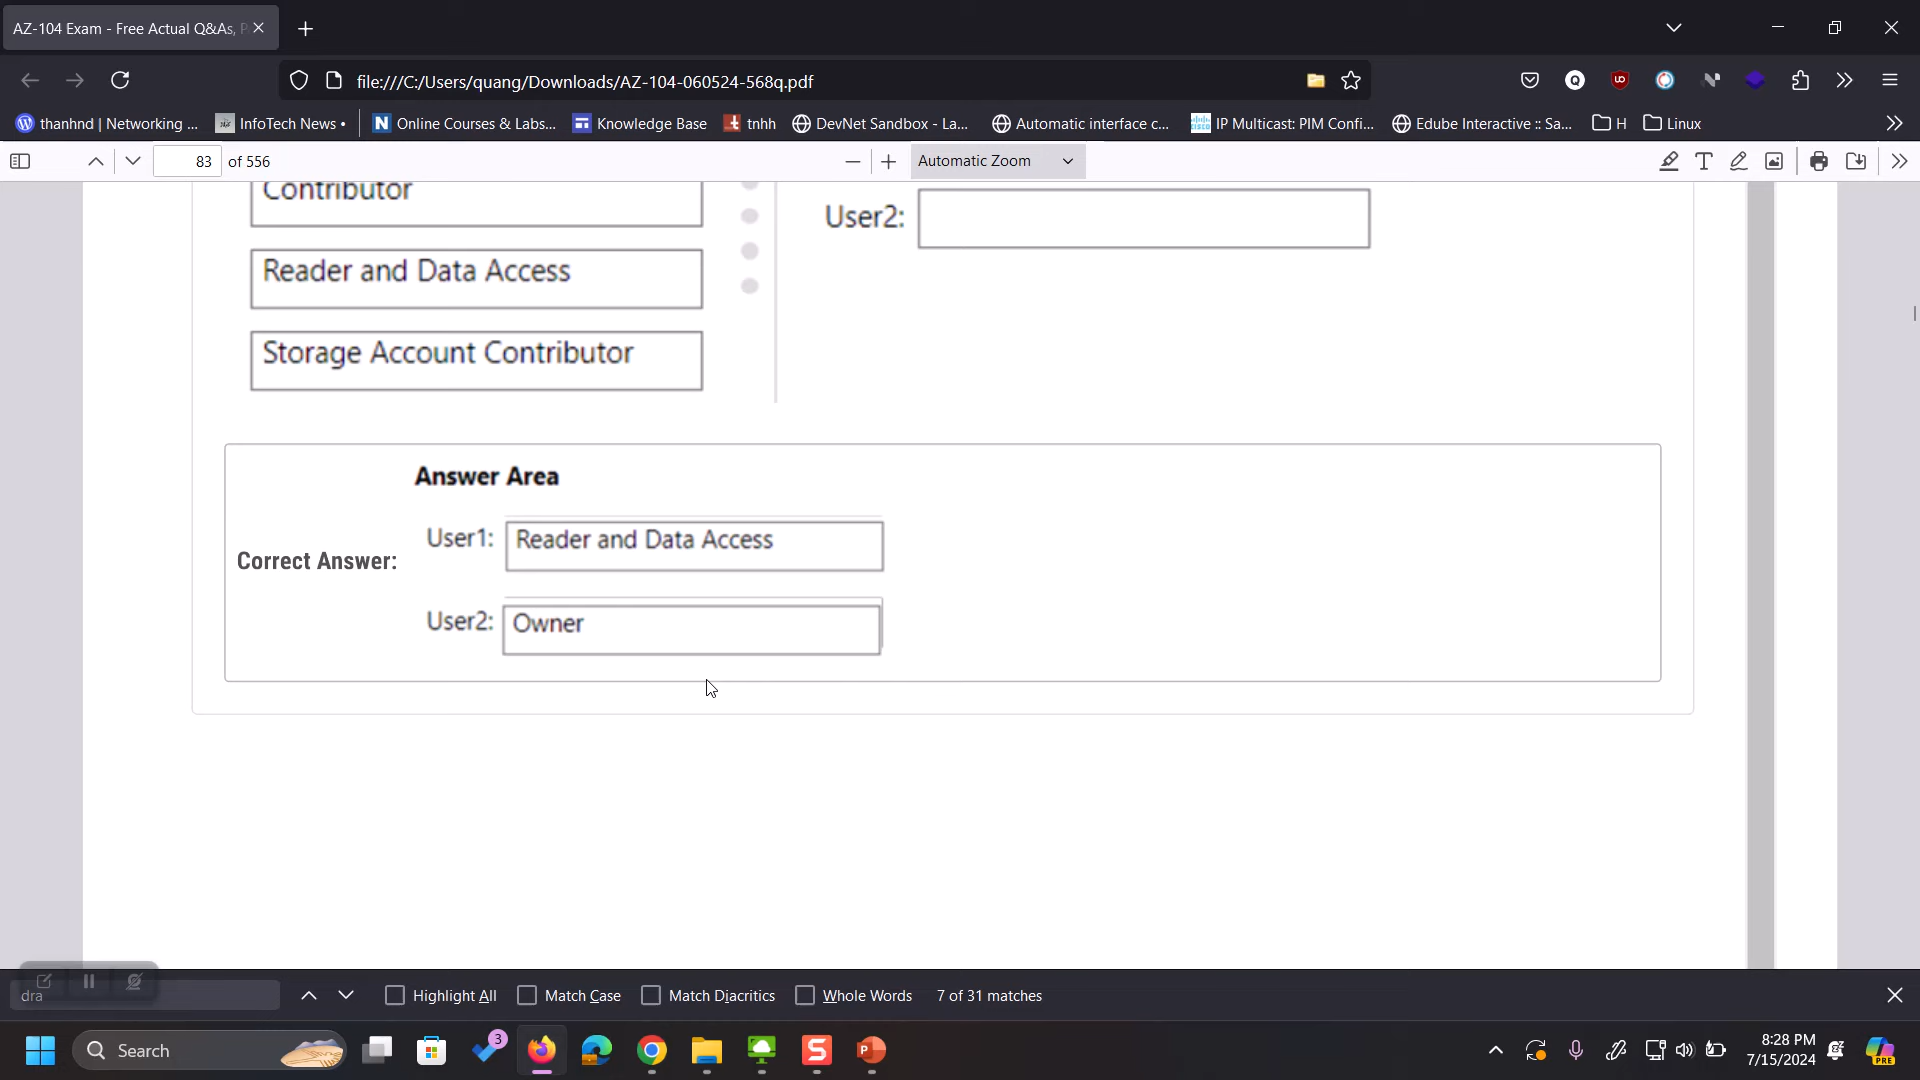 AZ-104 Exam - Free Actual Q&As, P
file:///C:/Users/quang/Downloads/AZ-104-060524-568q.pdf
thanhnd | Networking ...
InfoTech News •
Online Courses & Labs...
Knowledge Base
tnhh
DevNet Sandbox - La...
Automatic interface c...
IP Multicast: PIM Confi...
Edube Interactive :: Sa...
H
Linux
83 of 556
Automatic Zoom
Contributor
User2:
Reader and Data Access
Storage Account Contributor
Answer Area
User1: Reader and Data Access
Correct Answer:
User2: Owner
dra
Highlight All
Match Case
Match Diacritics
Whole Words
7 of 31 matches
Search
3
8:28 PM
7/15/2024